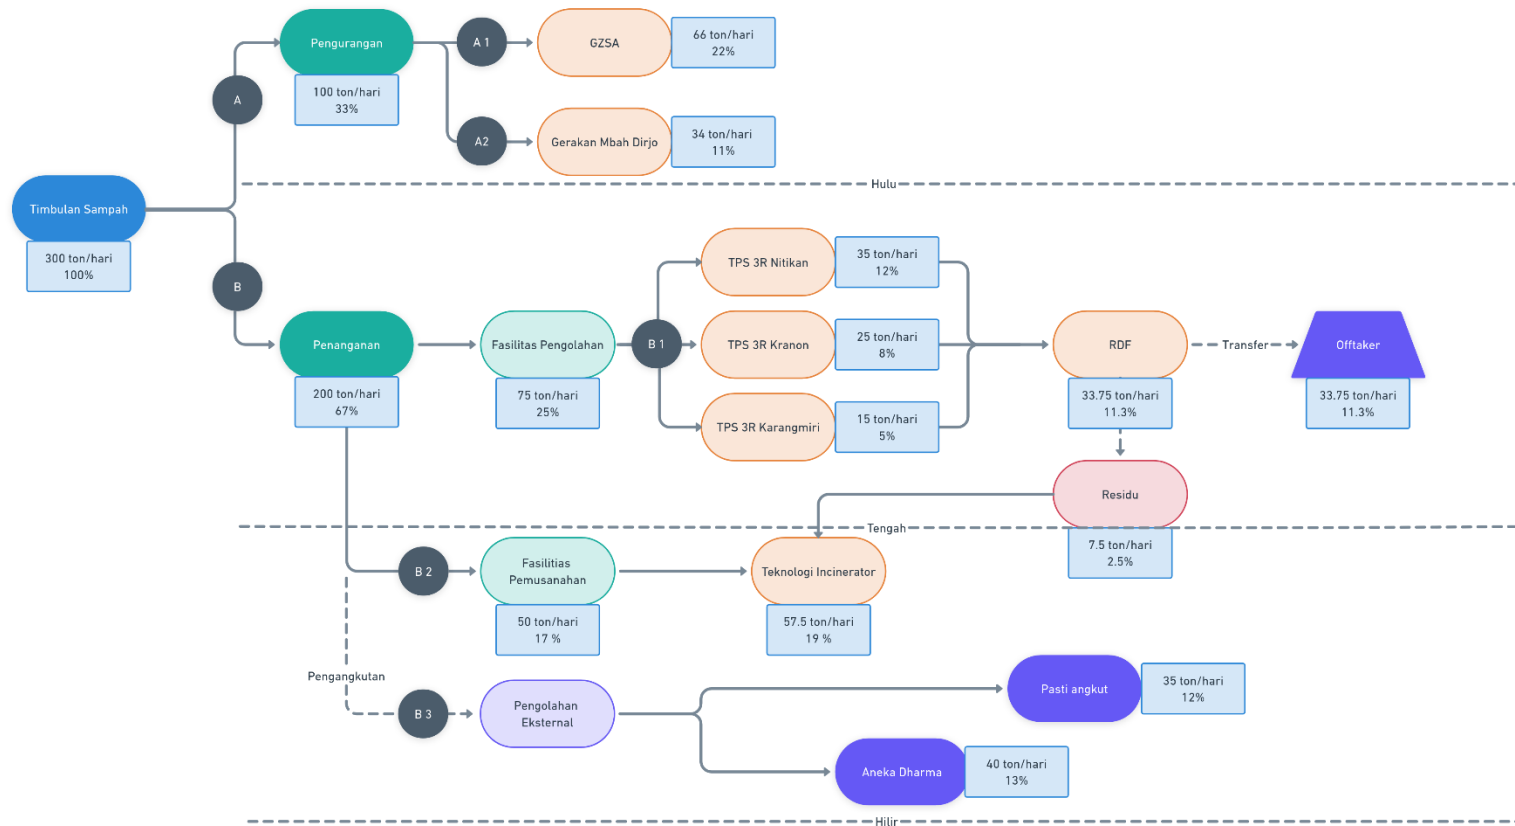 Pengurangan
100 ton/hari
33%
A
A 1
GZSA
66 ton/hari
22%
A2
Gerakan Mbah Dirjo
34 ton/hari
11%
Hulu
Timbulan Sampah
300 ton/hari
100%
B
Penanganan
200 ton/hari
67%
Fasilitas Pengolahan
75 ton/hari
25%
B 1
TPS 3R Nitikan
35 ton/hari
12%
TPS 3R Kranon
25 ton/hari
8%
TPS 3R Karangmiri
15 ton/hari
5%
RDF
33.75 ton/hari
11.3%
Transfer
Offtaker
33.75 ton/hari
11.3%
Residu
7.5 ton/hari
2.5%
Tengah
B 2
Fasilitias
Pemusanahan
50 ton/hari
17 %
Teknologi Incinerator
57.5 ton/hari
19 %
Pengangkutan
B 3
Pengolahan
Eksternal
Pasti angkut
35 ton/hari
12%
Aneka Dharma
40 ton/hari
13%
Hilir